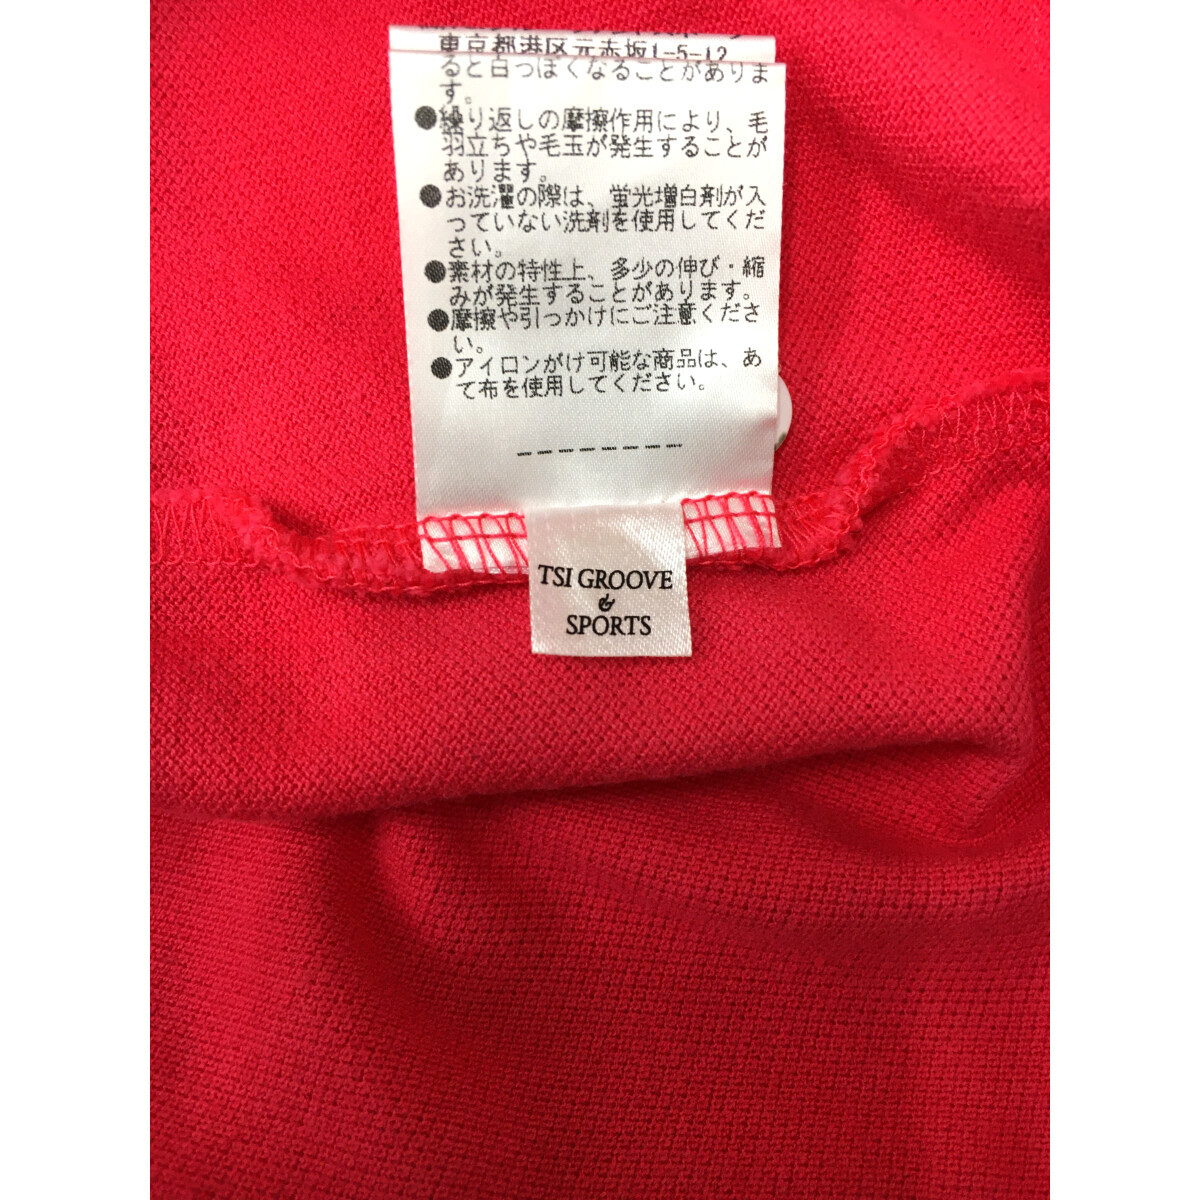 東京都港区元赤坂1-5-12
ると白っぽくなることがありま
す。
●繰り返しの摩擦作用により、毛
羽立ちや毛玉が発生することが
あります。
●お洗濯の際は、蛍光増白剤が入
っていない洗剤を使用してくだ
さい。
●素材の特性上、多少の伸び・縮
みが発生することがあります。
●摩擦や引っかけにご注意くださ
い。
●アイロンがけ可能な商品は、あ
て布を使用してください。
TSI GROOVE
&
SPORTS